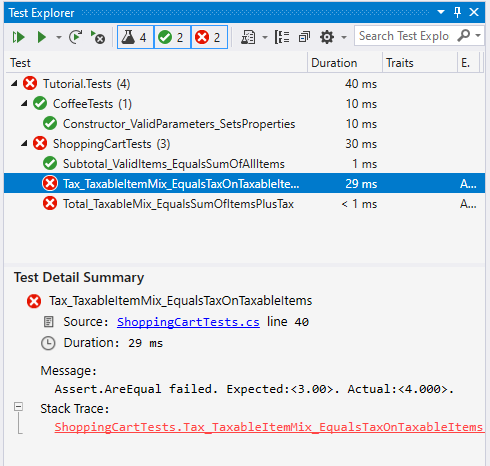 Test Explorer
4 2 2 Search Test Explo
Test Duration Traits E.
Tutorial.Tests (4) 40 ms
CoffeeTests (1) 10 ms
Constructor_ValidParameters_SetsProperties 10 ms
ShoppingCartTests (3) 30 ms
Subtotal_ValidItems_EqualsSumOfAllItems 1 ms
Tax_TaxableItemMix_EqualsTaxOnTaxableIte... 29 ms A...
Total_TaxableMix_EqualsSumOfItemsPlusTax < 1 ms A...
Test Detail Summary
Tax_TaxableItemMix_EqualsTaxOnTaxableItems
Source: ShoppingCartTests.cs line 40
Duration: 29 ms
Message:
Assert.AreEqual failed. Expected:<3.00>. Actual:<4.000>.
Stack Trace:
ShoppingCartTests.Tax_TaxableItemMix_EqualsTaxOnTaxableItems